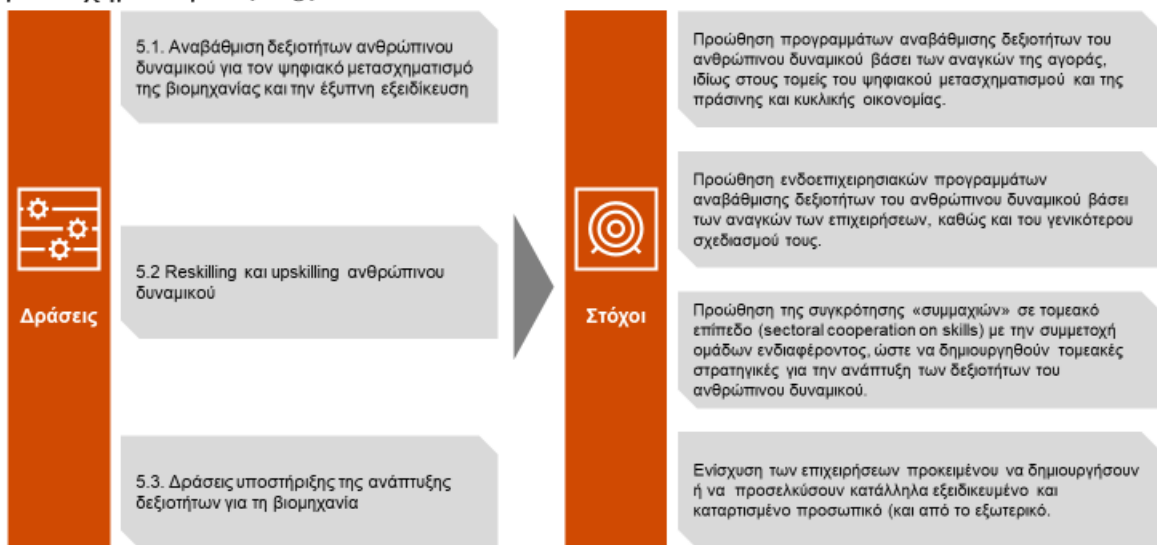 5.1. Αναβάθμιση δεξιοτήτων ανθρώπινου
δυναμικού για τον ψηφιακό μετασχηματισμό
της βιομηχανίας και την έξυπνη εξειδίκευση
5.2 Reskilling και upskilling ανθρώπινου
δυναμικού
Δράσεις
5.3. Δράσεις υποστήριξης της ανάπτυξης
δεξιοτήτων για τη βιομηχανία
Προώθηση προγραμμάτων αναβάθμισης δεξιοτήτων του
ανθρώπινου δυναμικού βάσει των αναγκών της αγοράς,
ιδίως στους τομείς του ψηφιακού μετασχηματισμού και της
πράσινης και κυκλικής οικονομίας.
Προώθηση ενδοεπιχειρησιακών προγραμμάτων
αναβάθμισης δεξιοτήτων του ανθρώπινου δυναμικού βάσει
των αναγκών των επιχειρήσεων, καθώς και του γενικότερου
σχεδιασμού τους.
Στόχοι
Προώθηση της συγκρότησης «συμμαχιών» σε τομεακό
επίπεδο (sectoral cooperation on skills) με την συμμετοχή
ομάδων ενδιαφέροντος, ώστε να δημιουργηθούν τομεακές
στρατηγικές για την ανάπτυξη των δεξιοτήτων του
ανθρώπινου δυναμικού.
Ενίσχυση των επιχειρήσεων προκειμένου να δημιουργήσουν
ή να προσελκύσουν κατάλληλα εξειδικευμένο και
καταρτισμένο προσωπικό (και από το εξωτερικό.